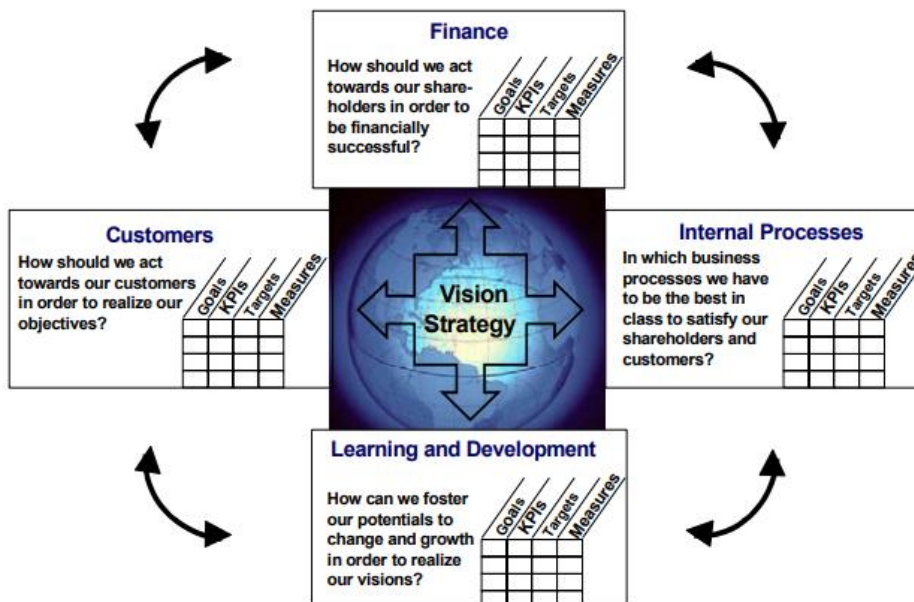 Finance
How should we act
towards our share-
holders in order to
be financially
successful?
Goals
KPIs
Targets
Measures
Customers
How should we act
towards our customers
in order to realize our
objectives?
Goals
KPIs
Targets
Measures
Vision
Strategy
Internal Processes
In which business
processes we have
to be the best in
class to satisfy our
shareholders and
customers?
Goals
KPIs
Targets
Measures
Learning and Development
How can we foster
our potentials to
change and growth
in order to realize
our visions?
Goals
KPIs
Targets
Measures